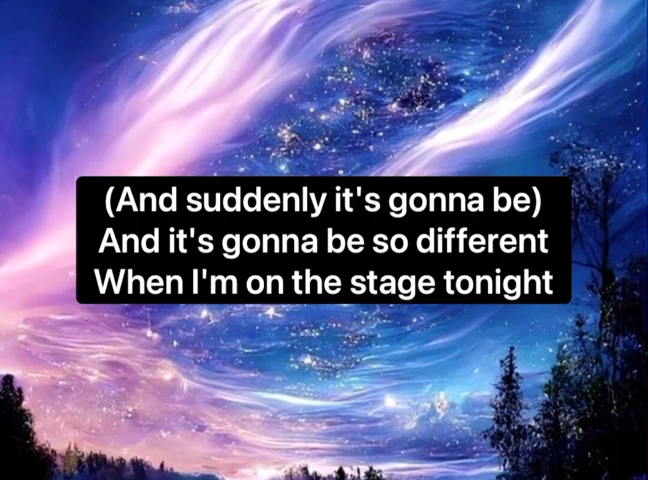 (And suddenly it's gonna be)
And it's gonna be so different
When I'm on the stage tonight